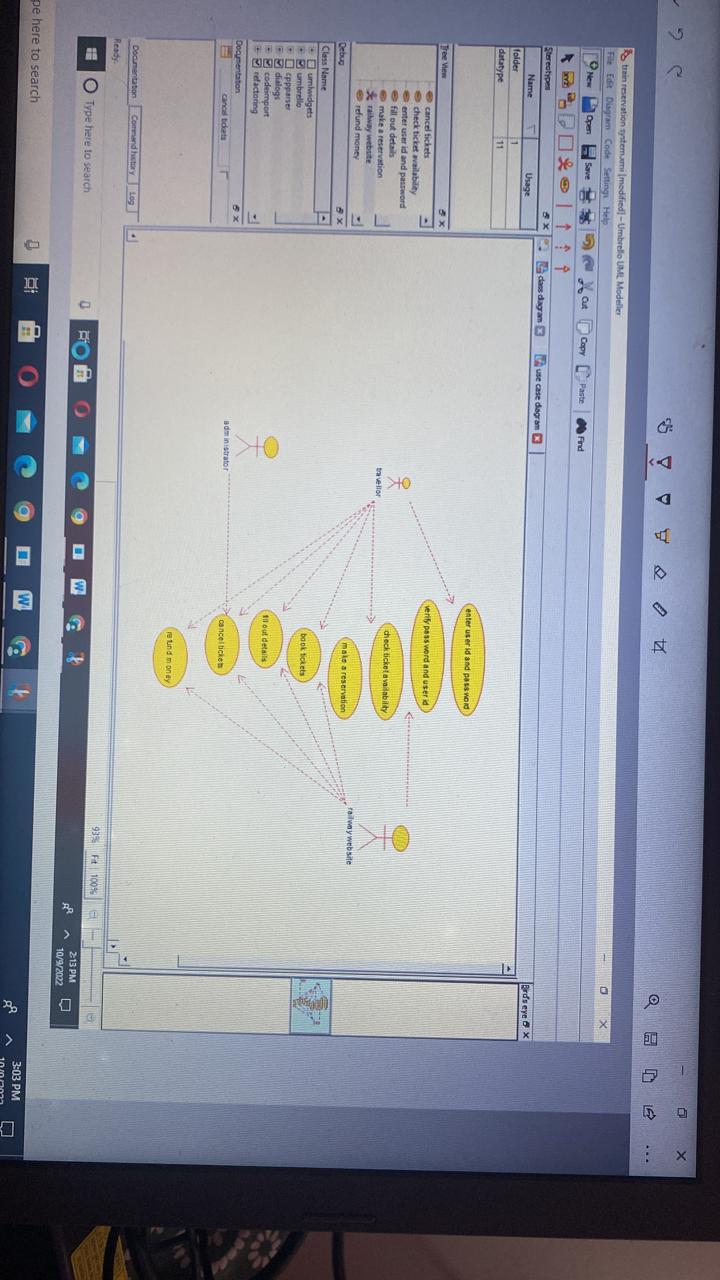 train reservation system.xmi [modified] - Umbrello UML Modeller
File Edit Diagram Code Settings Help
New Open Save Cut Copy Paste Find
Stereotypes
Name Usage
folder 1
datatype 11
Tree View
cancel tickets
check ticket availability
enter user id and password
fill out details
make a reservation
railway website
refund money
Debug
Class Name
umlwidgets
umbrello
cppparser
dialogs
codeimport
refactoring
Documentation
cancel tickets
Documentation Command history Log
Ready.
class diagram use case diagram
enter user id and password
verify password and user id
check ticket availability
make a reservation
book tickets
fill out details
cancel tickets
refund money
travellor
administrator
railway website
Bird's eye
93% Fit 100%
Type here to search
2:13 PM
10/9/2022
pe here to search
3:03 PM